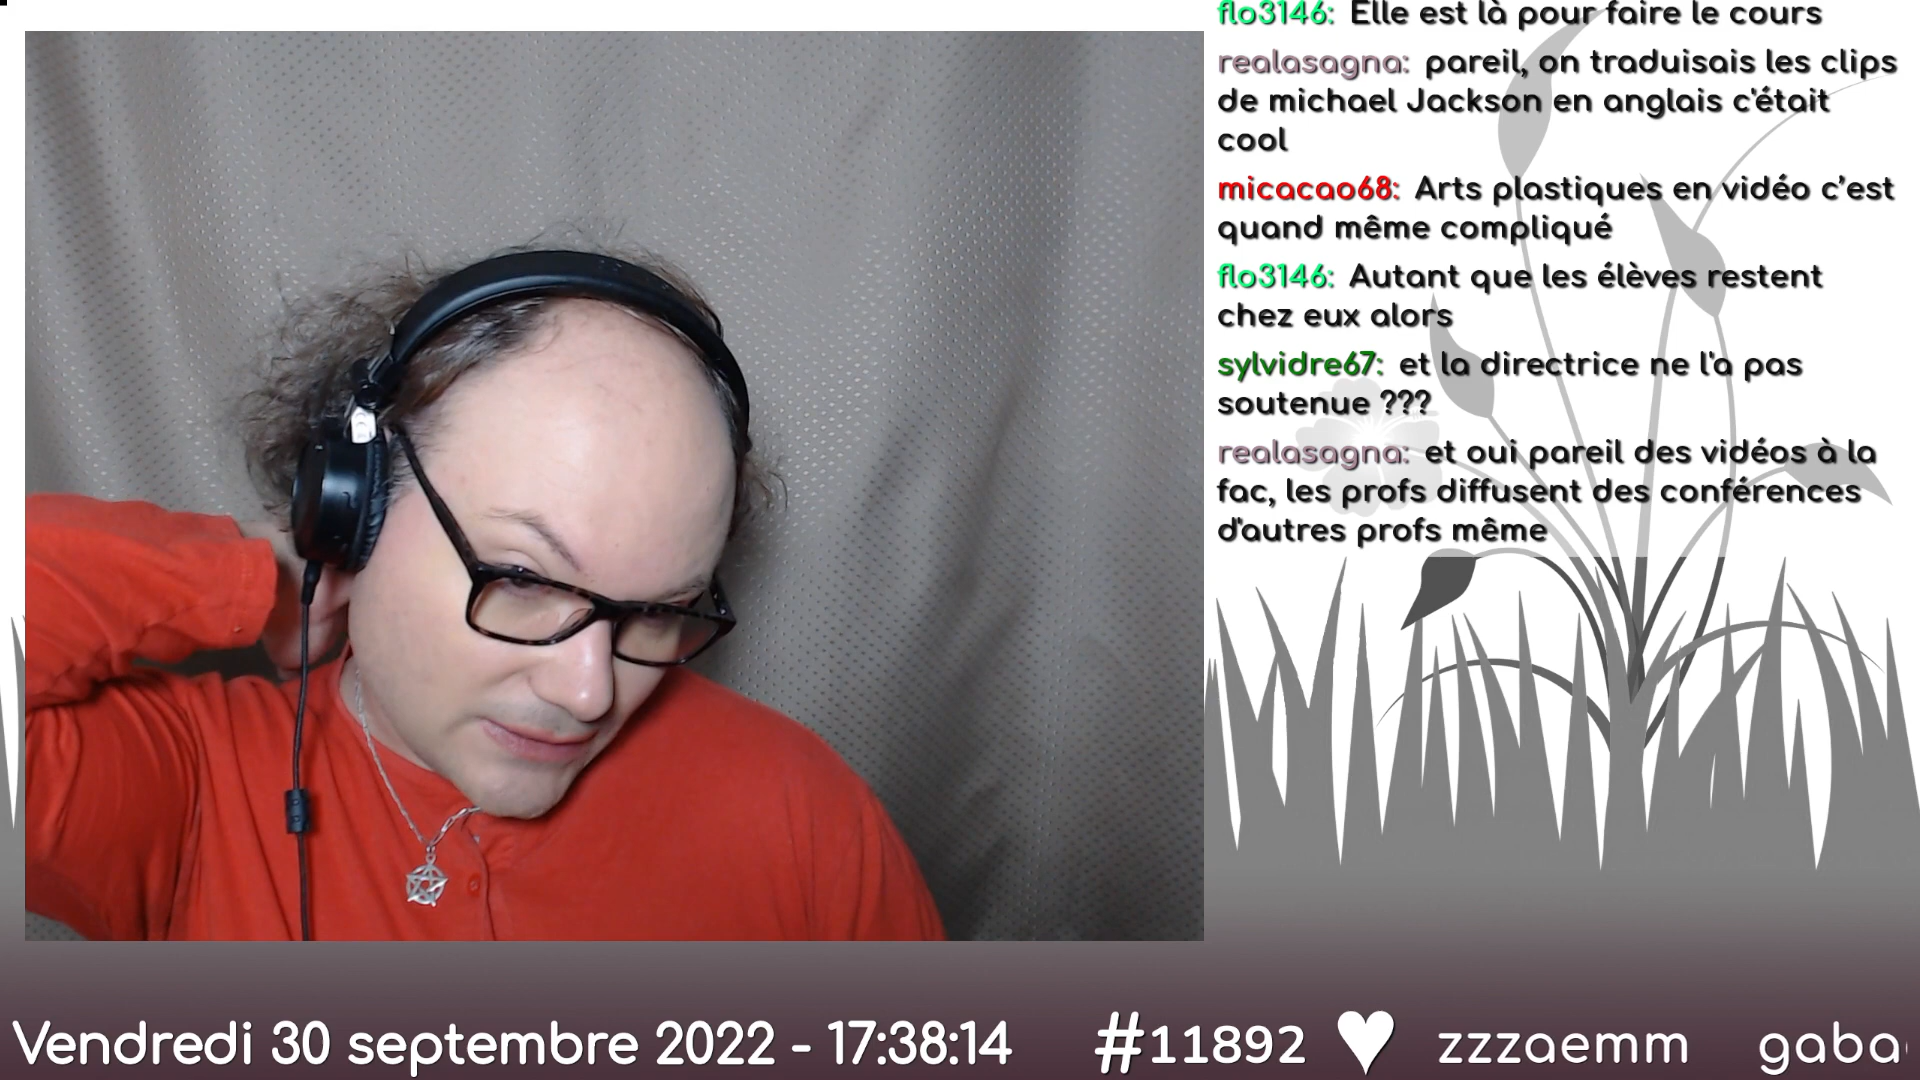 flo3146: Elle est là pour faire le cours
realasagna: pareil, on traduisais les clips
de michael Jackson en anglais c'était
cool
micacao68: Arts plastiques en vidéo c’est
quand même compliqué
flo3146: Autant que les élèves restent
chez eux alors
sylvidre67: et la directrice ne l'a pas
soutenue ???
realasagna: et oui pareil des vidéos à la
fac, les profs diffusent des conférences
d'autres profs même
Vendredi 30 septembre 2022 - 17:38:14 #11892 ♥ zzzaemm gaba